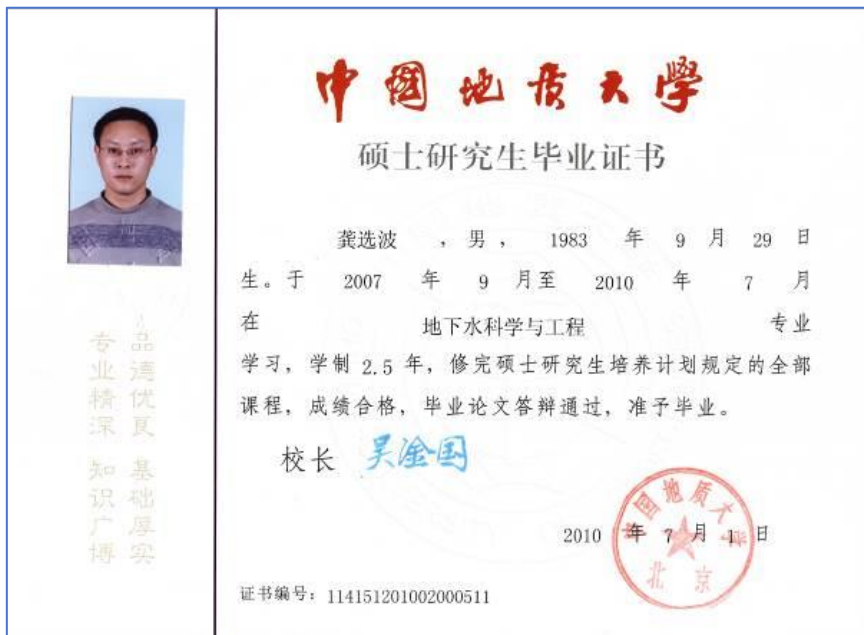 中国地质大學
硕士研究生毕业证书
龚选波 ,男, 1983 年 9 月 29 日
生。于 2007 年 9 月至 2010 年 7 月
在 地下水科学与工程 专业
学习,学制 2.5 年,修完硕士研究生培养计划规定的全部
课程,成绩合格,毕业论文答辩通过,准予毕业。
校长 吴淦国
2010 年 7 月 1 日
中国地质大学
北京
证书编号:114151201002000511
品德优良 基础厚实
专业精深 知识广博